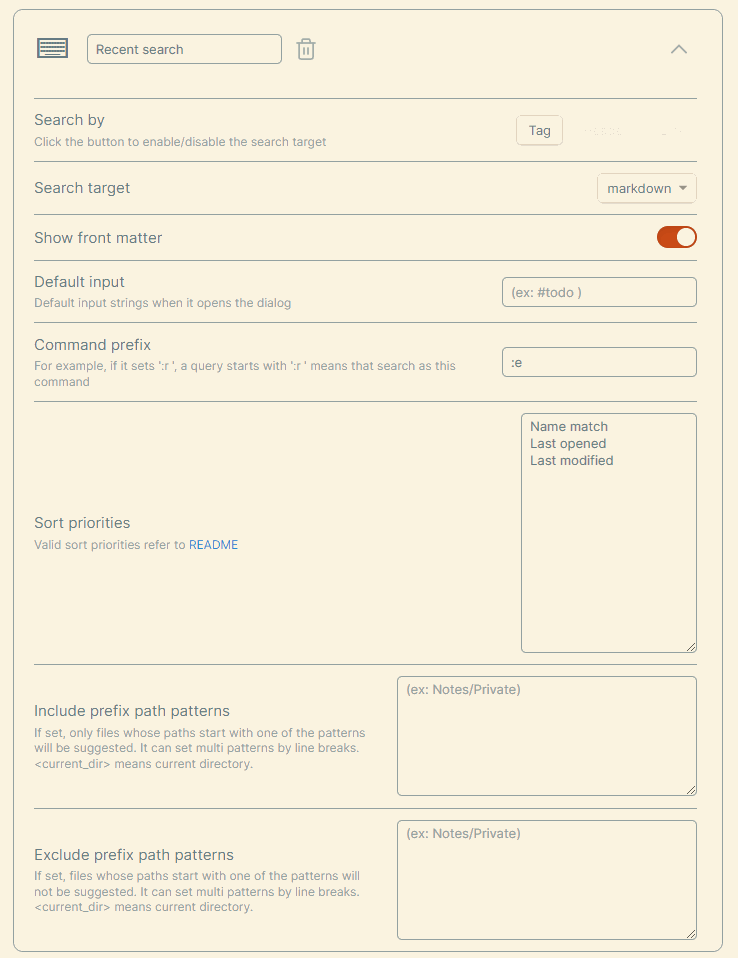 Recent search
Search by
Click the button to enable/disable the search target
Tag
Search target
markdown
Show front matter
Default input
Default input strings when it opens the dialog
(ex: #todo )
Command prefix
For example, if it sets ':r ', a query starts with ':r ' means that search as this
command
:e
Name match
Last opened
Last modified
Sort priorities
Valid sort priorities refer to README
Include prefix path patterns
If set, only files whose paths start with one of the patterns
will be suggested. It can set multi patterns by line breaks.
<current_dir> means current directory.
(ex: Notes/Private)
Exclude prefix path patterns
If set, files whose paths start with one of the patterns will
not be suggested. It can set multi patterns by line breaks.
<current_dir> means current directory.
(ex: Notes/Private)